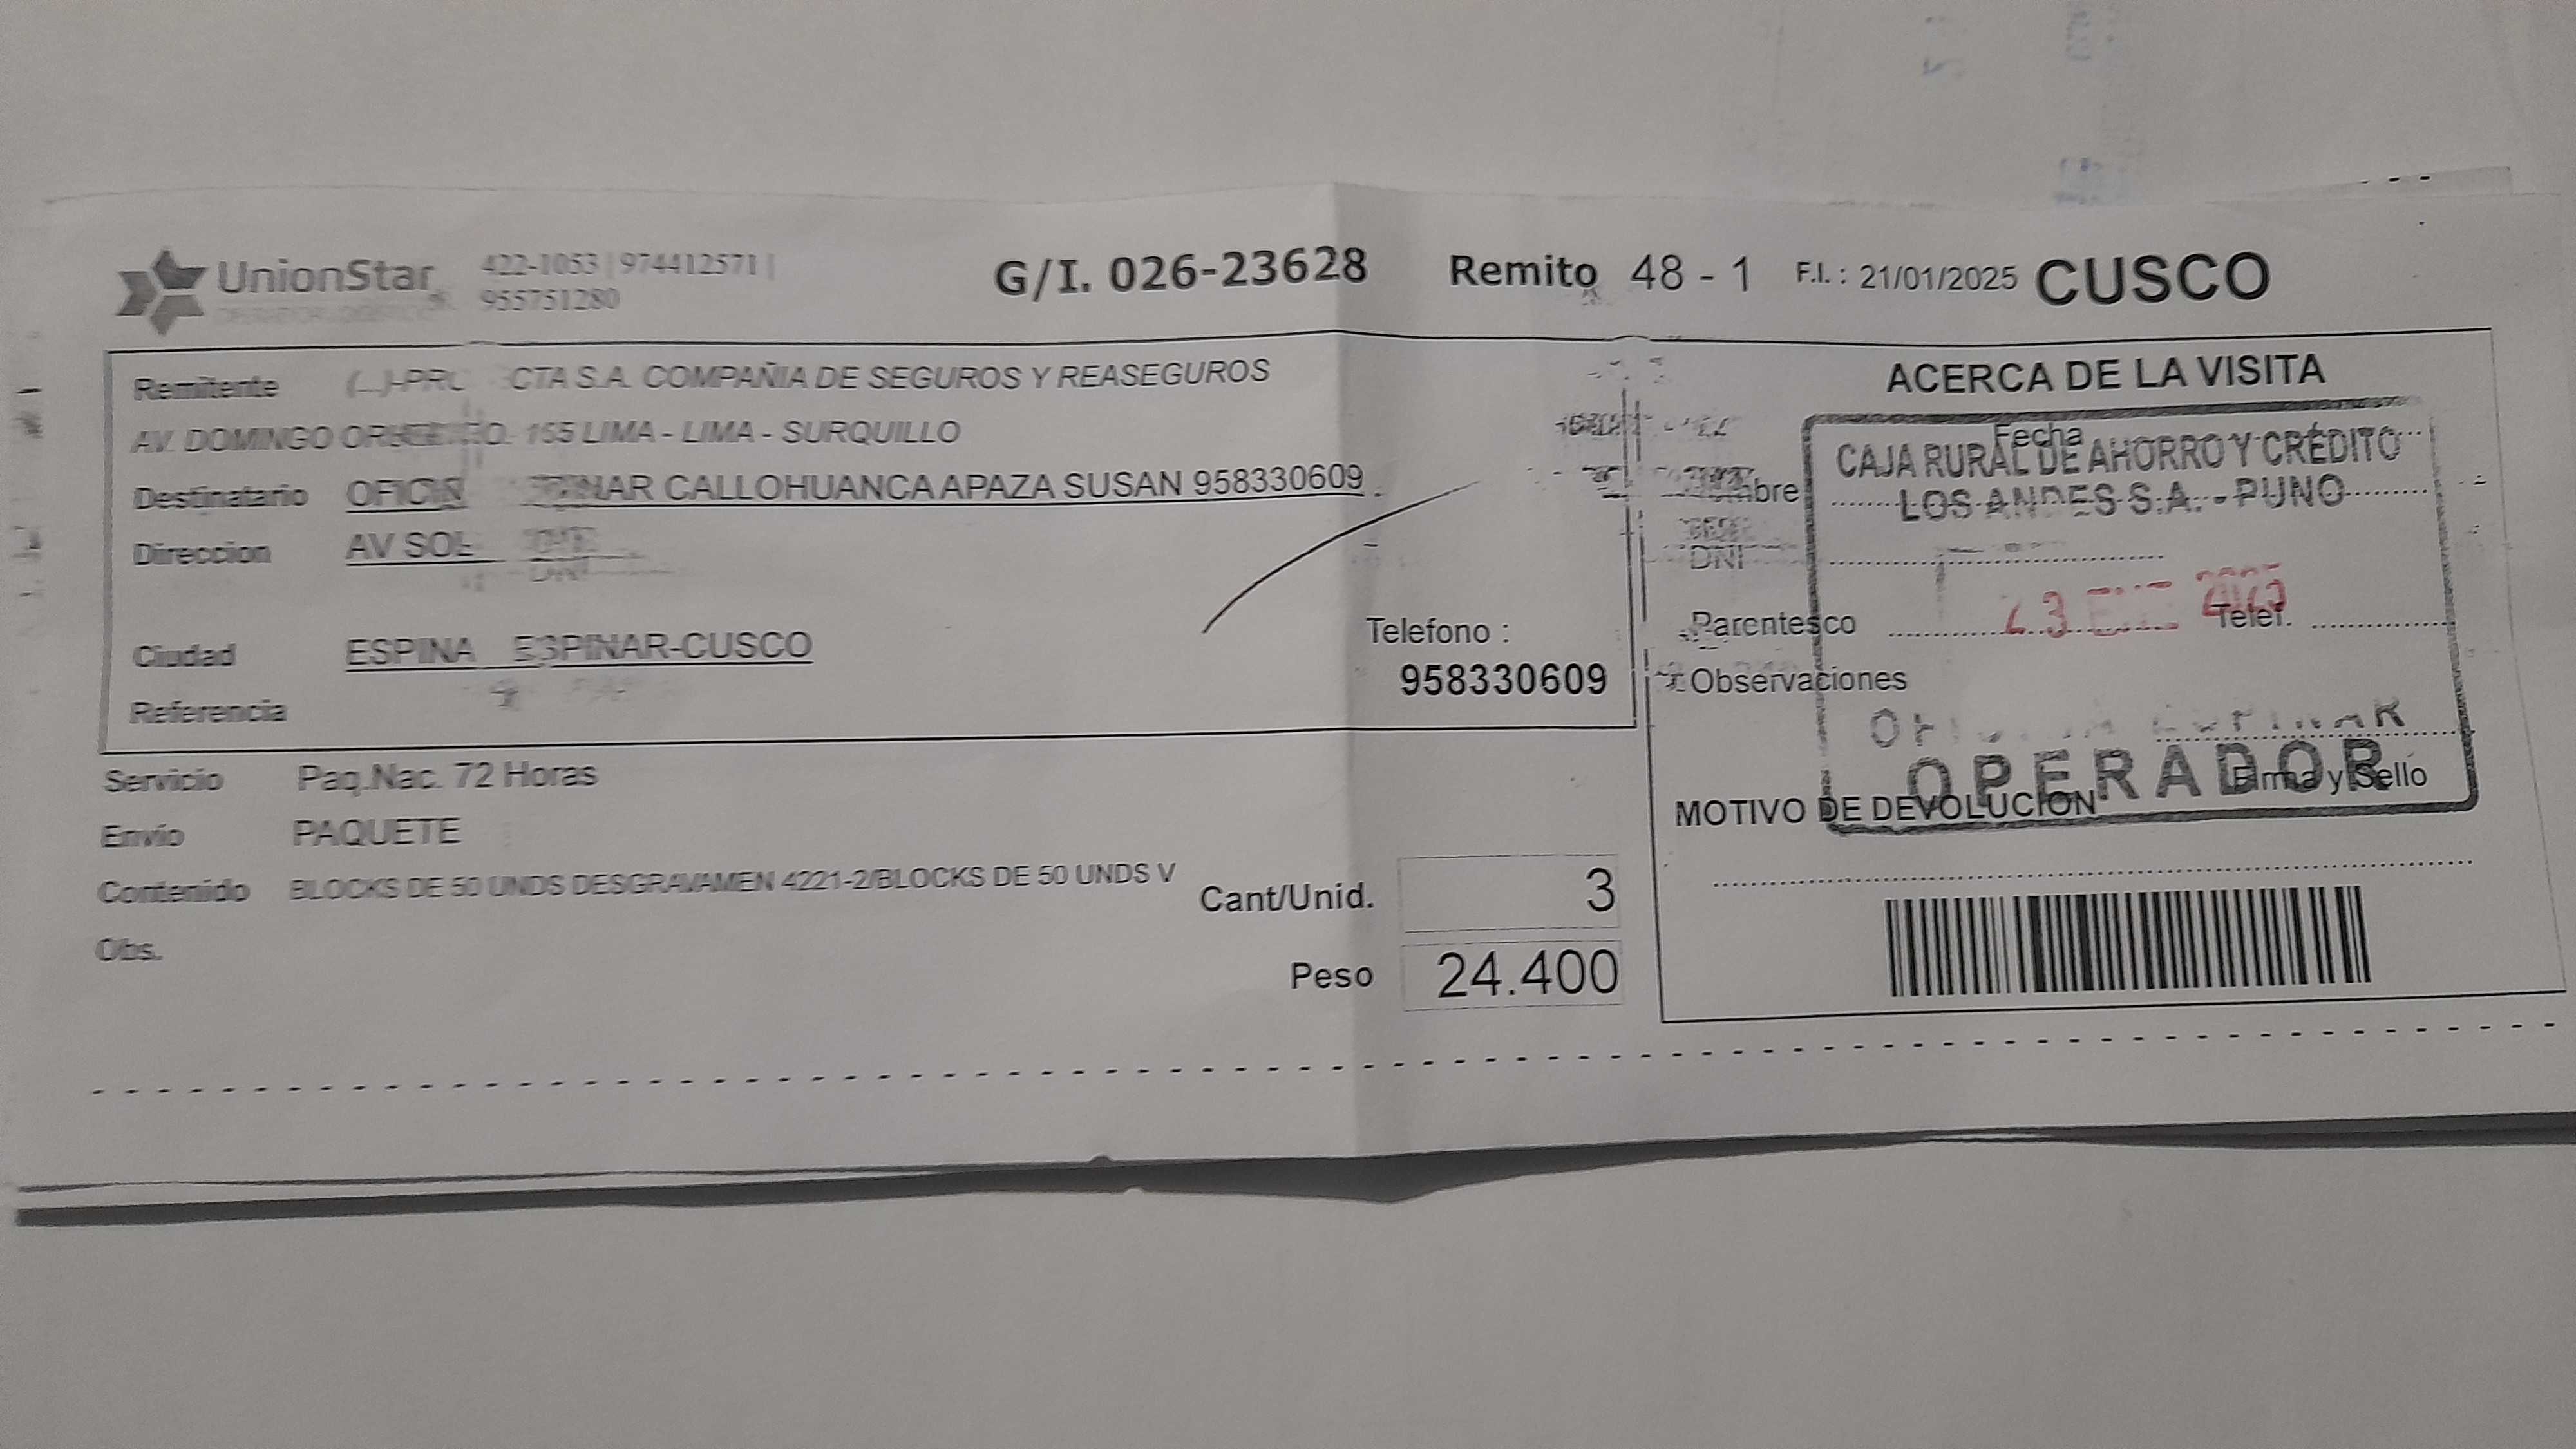 UnionStar
422-1053 | 974412571 |
955751280
G/I. 026-23628 Remito 48 - 1 F.I. : 21/01/2025 CUSCO
Remitente CTA S.A. COMPAÑIA DE SEGUROS Y REASEGUROS
AV. DOMINGO 155 LIMA - LIMA - SURQUILLO
Destinatario CALLOHUANCA APAZA SUSAN 958330609
Direccion AV SOL
Ciudad ESPINA ESPINAR-CUSCO
Referencia
Telefono :
958330609
Servicio Paq.Nac. 72 Horas
Envío PAQUETE
Contenido BLOCKS DE 50 UNDS DESGRAVAMEN 4221-2/BLOCKS DE 50 UNDS V
Obs.
Cant/Unid. 3
Peso 24.400
ACERCA DE LA VISITA
Fecha
CAJA RURAL DE AHORRO Y CRÉDITO
LOS ANDES S.A. - PUNO
DNI
Parentesco Telef.
23 ENE 2025
Observaciones
OPERADOR
Firma y Sello
MOTIVO DE DEVOLUCION